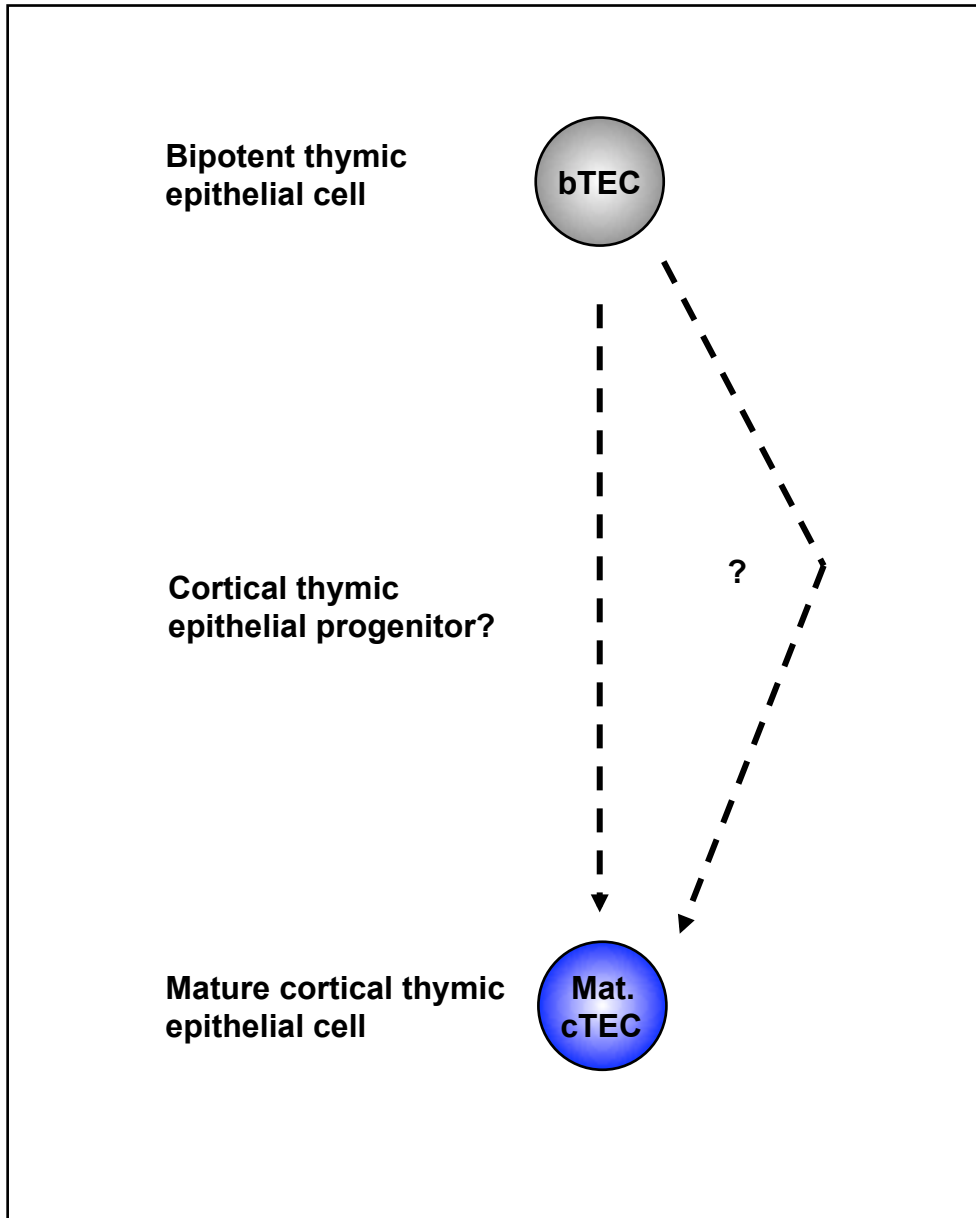 Bipotent thymic
epithelial cell
bTEC
?
Cortical thymic
epithelial progenitor?
Mature cortical thymic
epithelial cell
Mat.
cTEC